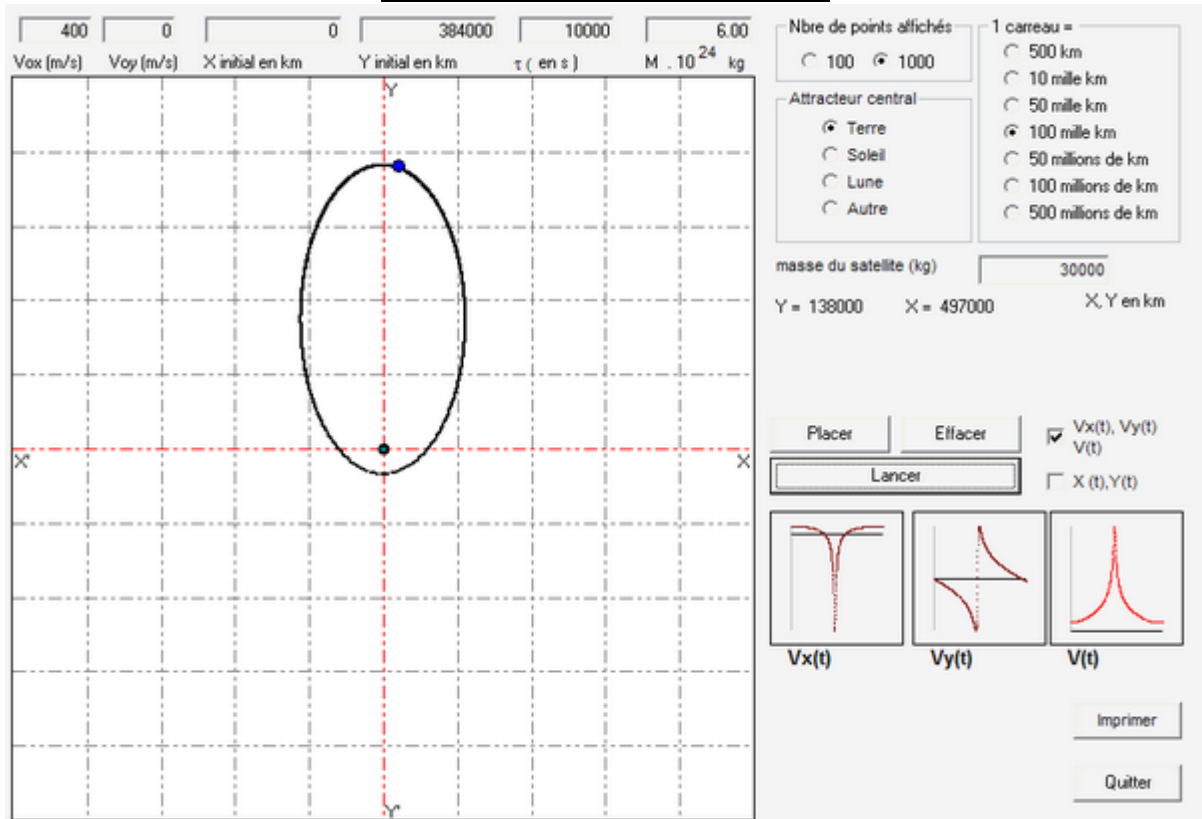 400 0 0 384000 10000 6.00
Vox (m/s) Voy (m/s) X initial en km Y initial en km τ ( en s ) M . 10 24 kg
Nbre de points affichés
100 1000
Attracteur central
Terre
Soleil
Lune
Autre
1 carreau =
500 km
10 mille km
50 mille km
100 mille km
50 millions de km
100 millions de km
500 millions de km
masse du satellite (kg) 30000
Y = 138000 X = 497000 X, Y en km
Placer Effacer
Vx(t), Vy(t)
V(t)
Lancer
X (t),Y(t)
Vx(t) Vy(t) V(t)
Imprimer
Quitter
Y
X' X
Y'